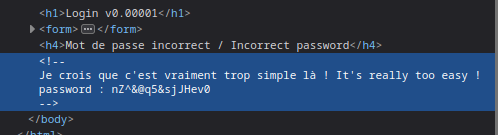 <h1>Login v0.00001</h1>
<form>⋯</form>
<h4>Mot de passe incorrect / Incorrect password</h4>
<!--
Je crois que c'est vraiment trop simple là ! It's really too easy !
password : nZ^&@q5&sjJHev0
-->
</body>
</html>